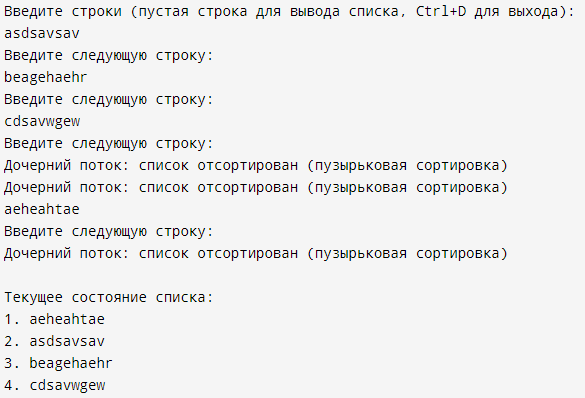 Введите строки (пустая строка для вывода списка, Ctrl+D для выхода):
asdsavsav
Введите следующую строку:
beagehaehr
Введите следующую строку:
cdsavwgew
Введите следующую строку:
Дочерний поток: список отсортирован (пузырьковая сортировка)
Дочерний поток: список отсортирован (пузырьковая сортировка)
aeheahtae
Введите следующую строку:
Дочерний поток: список отсортирован (пузырьковая сортировка)
Текущее состояние списка:
1. aeheahtae
2. asdsavsav
3. beagehaehr
4. cdsavwgew